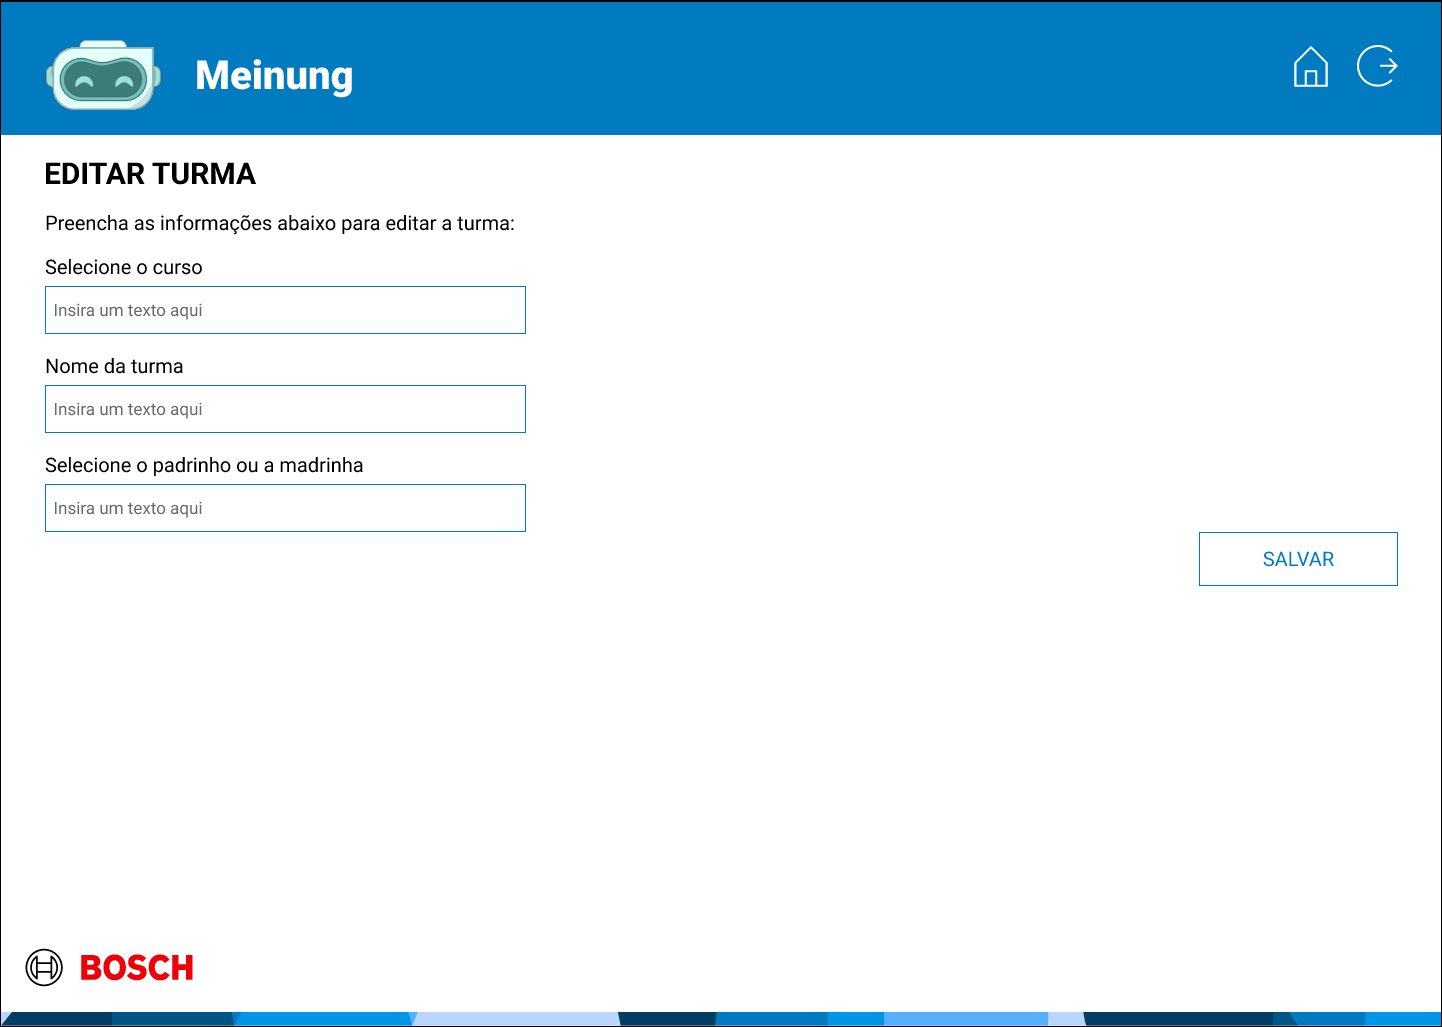 Meinung
EDITAR TURMA
Preencha as informações abaixo para editar a turma:
Selecione o curso
Insira um texto aqui
Nome da turma
Insira um texto aqui
Selecione o padrinho ou a madrinha
Insira um texto aqui
SALVAR
BOSCH